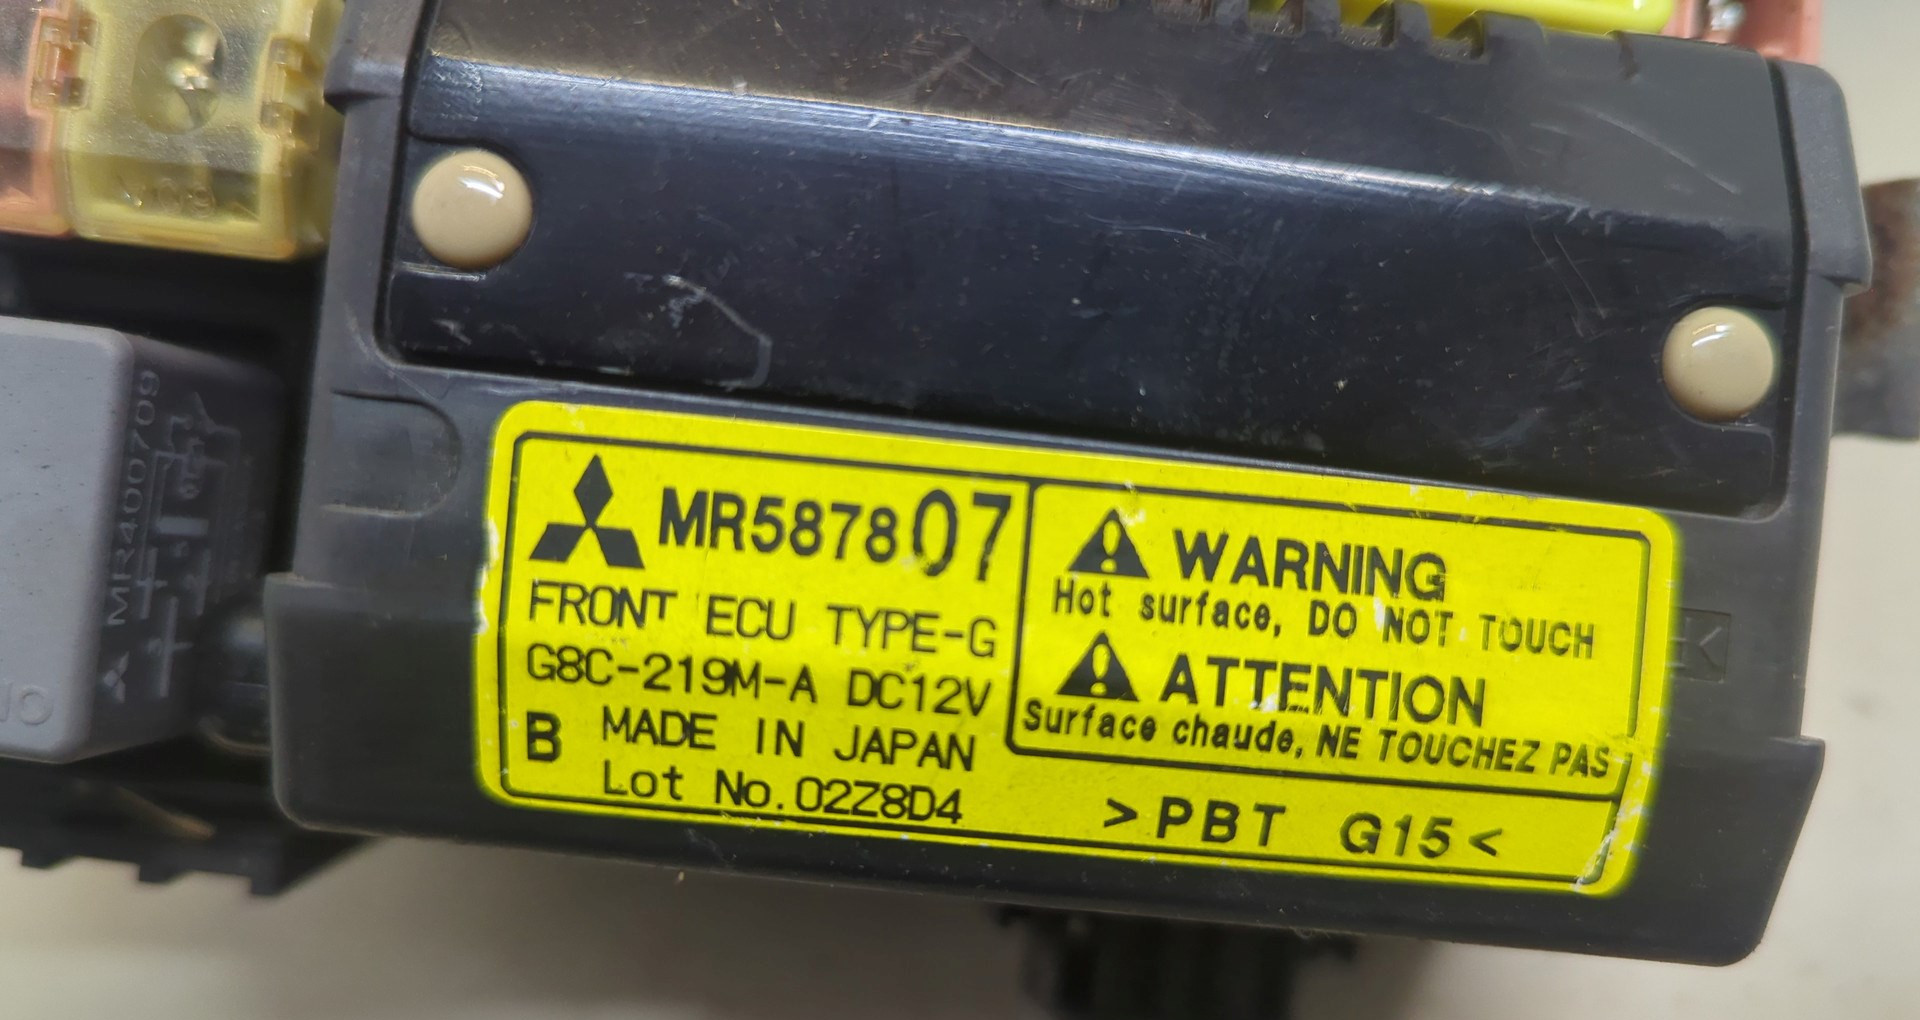 MR587807
FRONT ECU TYPE-G
G8C-219M-A DC12V
B MADE IN JAPAN
Lot No.02Z8D4
WARNING
Hot surface, DO NOT TOUCH
ATTENTION
Surface chaude, NE TOUCHEZ PAS
>PBT G15<
MR400709
60A